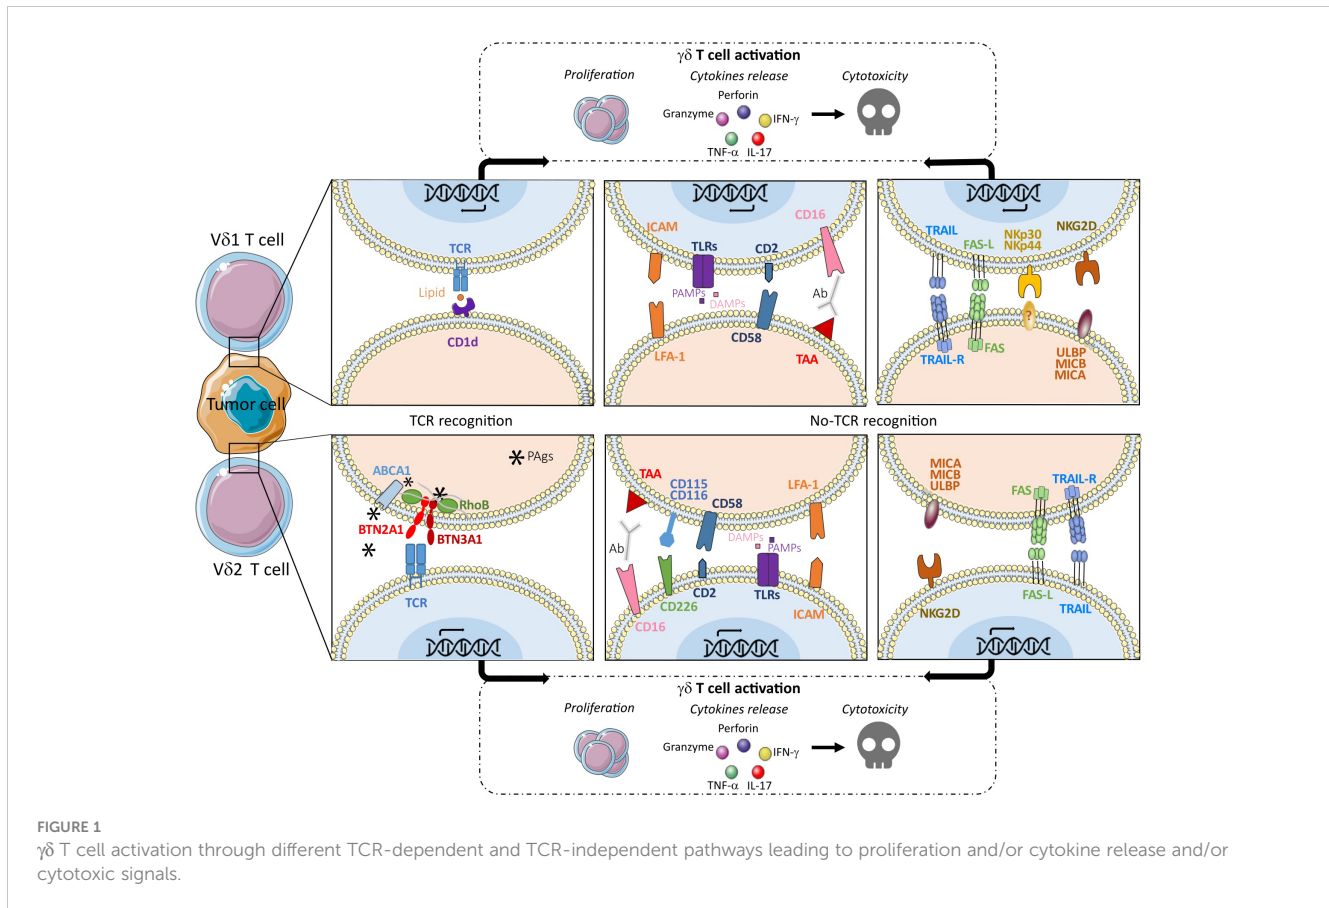 γδ T cell activation
Proliferation
Cytokines release
Cytotoxicity
Perforin
Granzyme
IFN-γ
TNF-α
IL-17
Vδ1 T cell
Tumor cell
Vδ2 T cell
TCR
Lipid
CD1d
ICAM
TLRs
CD2
CD16
PAMPs
DAMPs
Ab
LFA-1
CD58
TAA
TRAIL
FAS-L
NKp30
NKp44
NKG2D
?
TRAIL-R
FAS
ULBP
MICB
MICA
TCR recognition
No-TCR recognition
PAgs
ABCA1
RhoB
BTN2A1
BTN3A1
TCR
TAA
CD115
CD116
CD58
LFA-1
DAMPs
PAMPs
Ab
CD2
TLRs
CD226
ICAM
CD16
MICA
MICB
ULBP
FAS
TRAIL-R
NKG2D
FAS-L
TRAIL
γδ T cell activation
Proliferation
Cytokines release
Cytotoxicity
Perforin
Granzyme
IFN-γ
TNF-α
IL-17
FIGURE 1
γδ T cell activation through different TCR-dependent and TCR-independent pathways leading to proliferation and/or cytokine release and/or
cytotoxic signals.